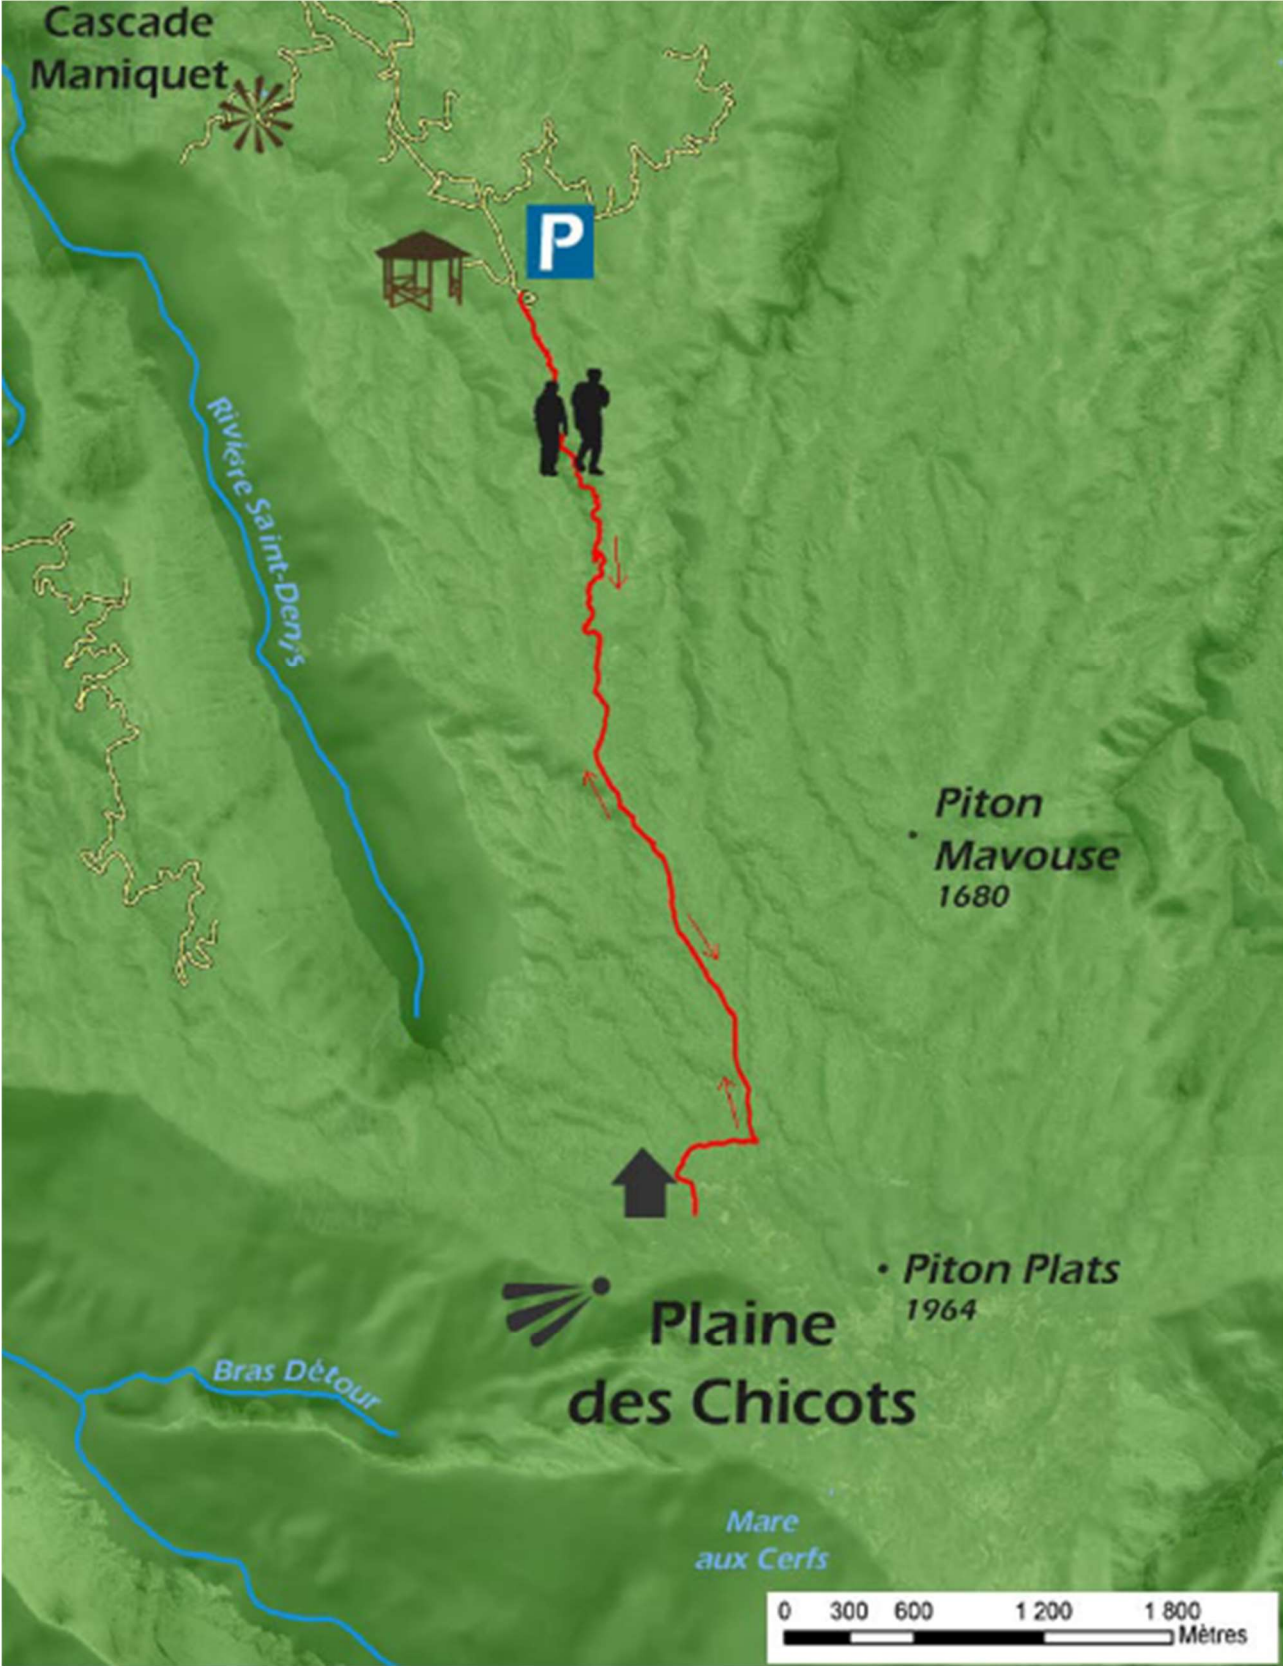 Cascade
Maniquet
P
Rivière Saint-Denys
Piton
Mavouse
1680
Piton Plats
1964
Plaine
des Chicots
Bras Détour
Mare
aux Cerfs
0 300 600 1 200 1 800
Mètres